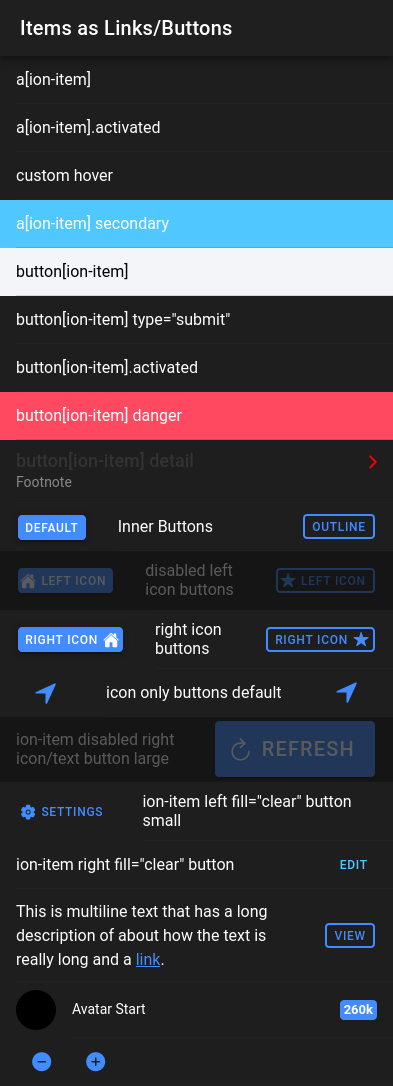 Items as Links/Buttons
a[ion-item]
a[ion-item].activated
custom hover
a[ion-item] secondary
button[ion-item]
button[ion-item] type="submit"
button[ion-item].activated
button[ion-item] danger
button[ion-item] detail
Footnote
DEFAULT Inner Buttons OUTLINE
LEFT ICON disabled left icon buttons LEFT ICON
RIGHT ICON right icon buttons RIGHT ICON
icon only buttons default
ion-item disabled right
icon/text button large
REFRESH
SETTINGS
ion-item left fill="clear" button
small
ion-item right fill="clear" button EDIT
This is multiline text that has a long
description of about how the text is
really long and a link.
VIEW
Avatar Start 260k